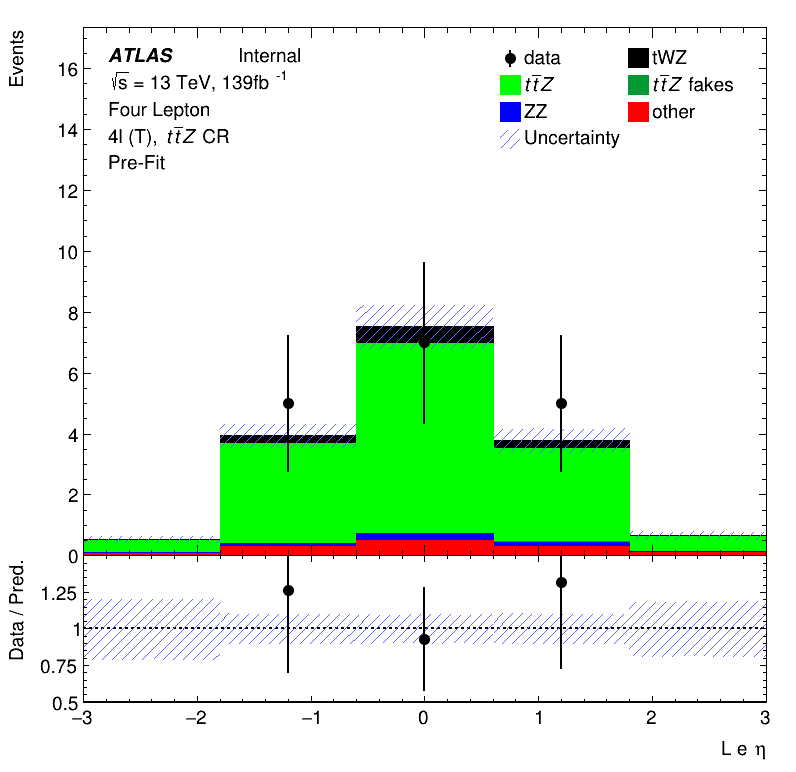 Events
16
14
12
10
8
6
4
2
0
ATLAS Internal
√s = 13 TeV, 139fb⁻¹
Four Lepton
4l (T), tt̅Z CR
Pre-Fit
data
tWZ
tt̅Z
tt̅Z fakes
ZZ
other
Uncertainty
Data / Pred.
1.25
1
0.75
0.5
−3 −2 −1 0 1 2 3
L e η